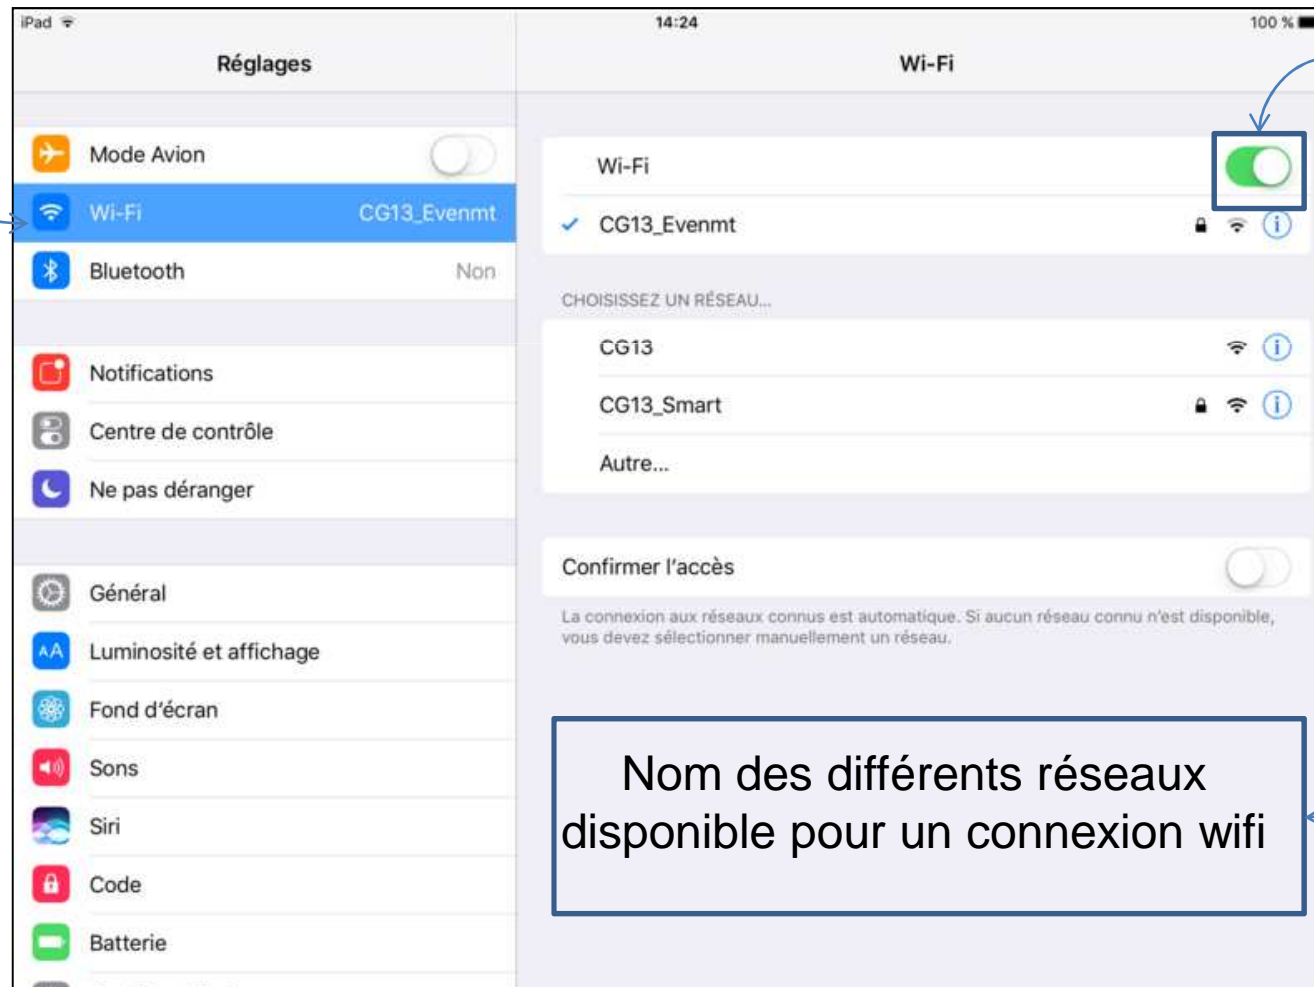 iPad 14:24 100 %
Réglages
Mode Avion
Wi-Fi CG13_Evenmt
Bluetooth Non
Notifications
Centre de contrôle
Ne pas déranger
Général
Luminosité et affichage
Fond d'écran
Sons
Siri
Code
Batterie
Wi-Fi
Wi-Fi
CG13_Evenmt
CHOISISSEZ UN RÉSEAU...
CG13
CG13_Smart
Autre...
Confirmer l'accès
La connexion aux réseaux connus est automatique. Si aucun réseau connu n'est disponible,
vous devez sélectionner manuellement un réseau.
Nom des différents réseaux
disponible pour un connexion wifi